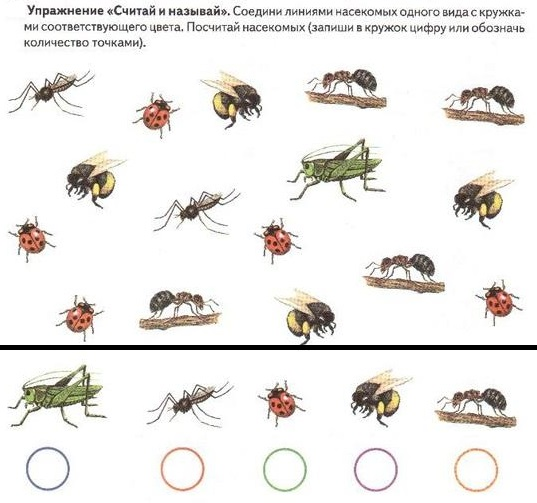 Упражнение «Считай и называй». Соедини линиями насекомых одного вида с кружка-
ми соответствующего цвета. Посчитай насекомых (запиши в кружок цифру или обозначь
количество точками).